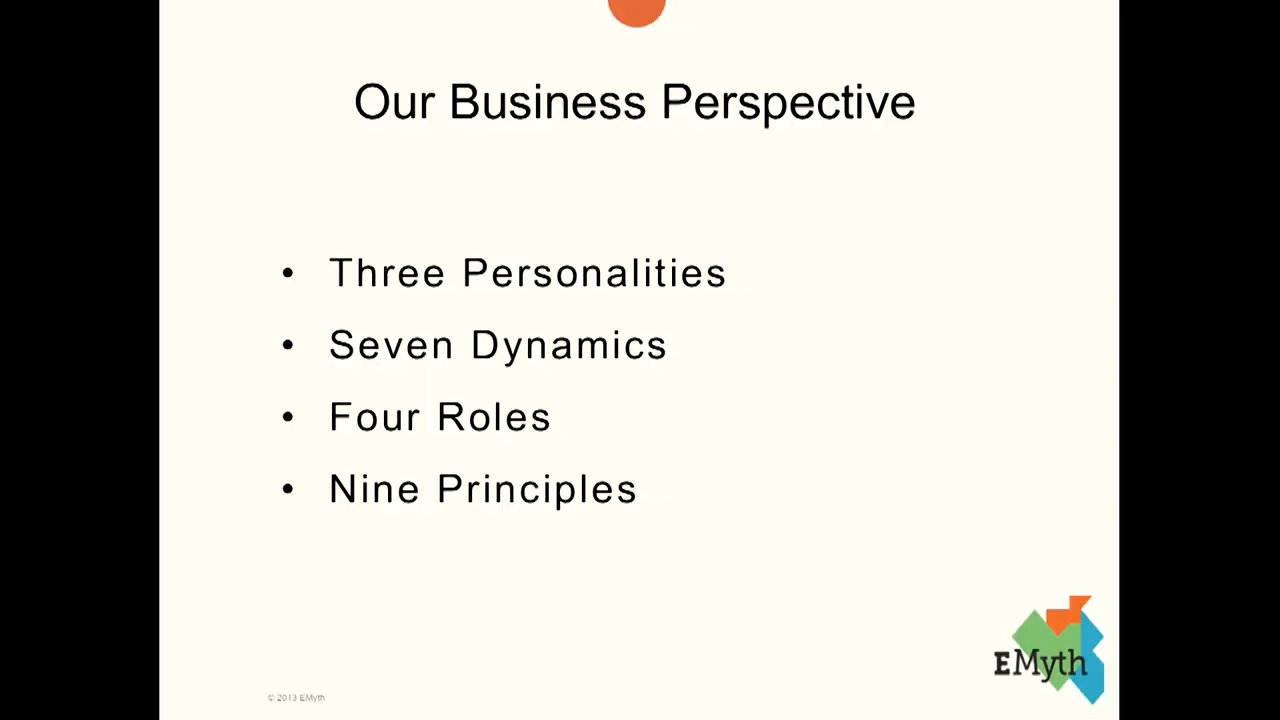 Our Business Perspective
• Three Personalities
• Seven Dynamics
• Four Roles
• Nine Principles
EMyth
© 2013 EMyth